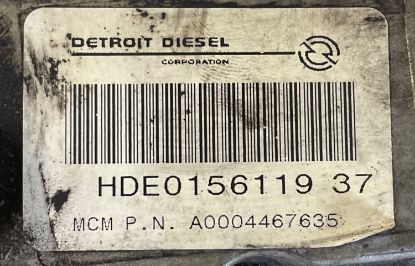 DETROIT DIESEL
CORPORATION
HDE0156119 37
MCM P.N. A0004467635